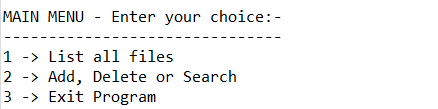 MAIN MENU - Enter your choice:-
-------------------------------
1 -> List all files
2 -> Add, Delete or Search
3 -> Exit Program